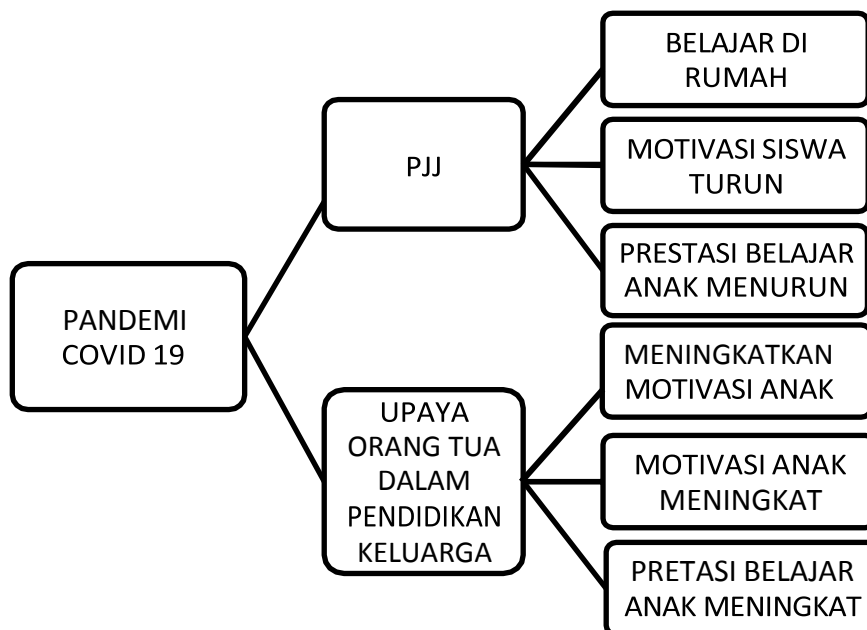 PANDEMI
COVID 19
PJJ
BELAJAR DI
RUMAH
MOTIVASI SISWA
TURUN
PRESTASI BELAJAR
ANAK MENURUN
UPAYA
ORANG TUA
DALAM
PENDIDIKAN
KELUARGA
MENINGKATKAN
MOTIVASI ANAK
MOTIVASI ANAK
MENINGKAT
PRETASI BELAJAR
ANAK MENINGKAT